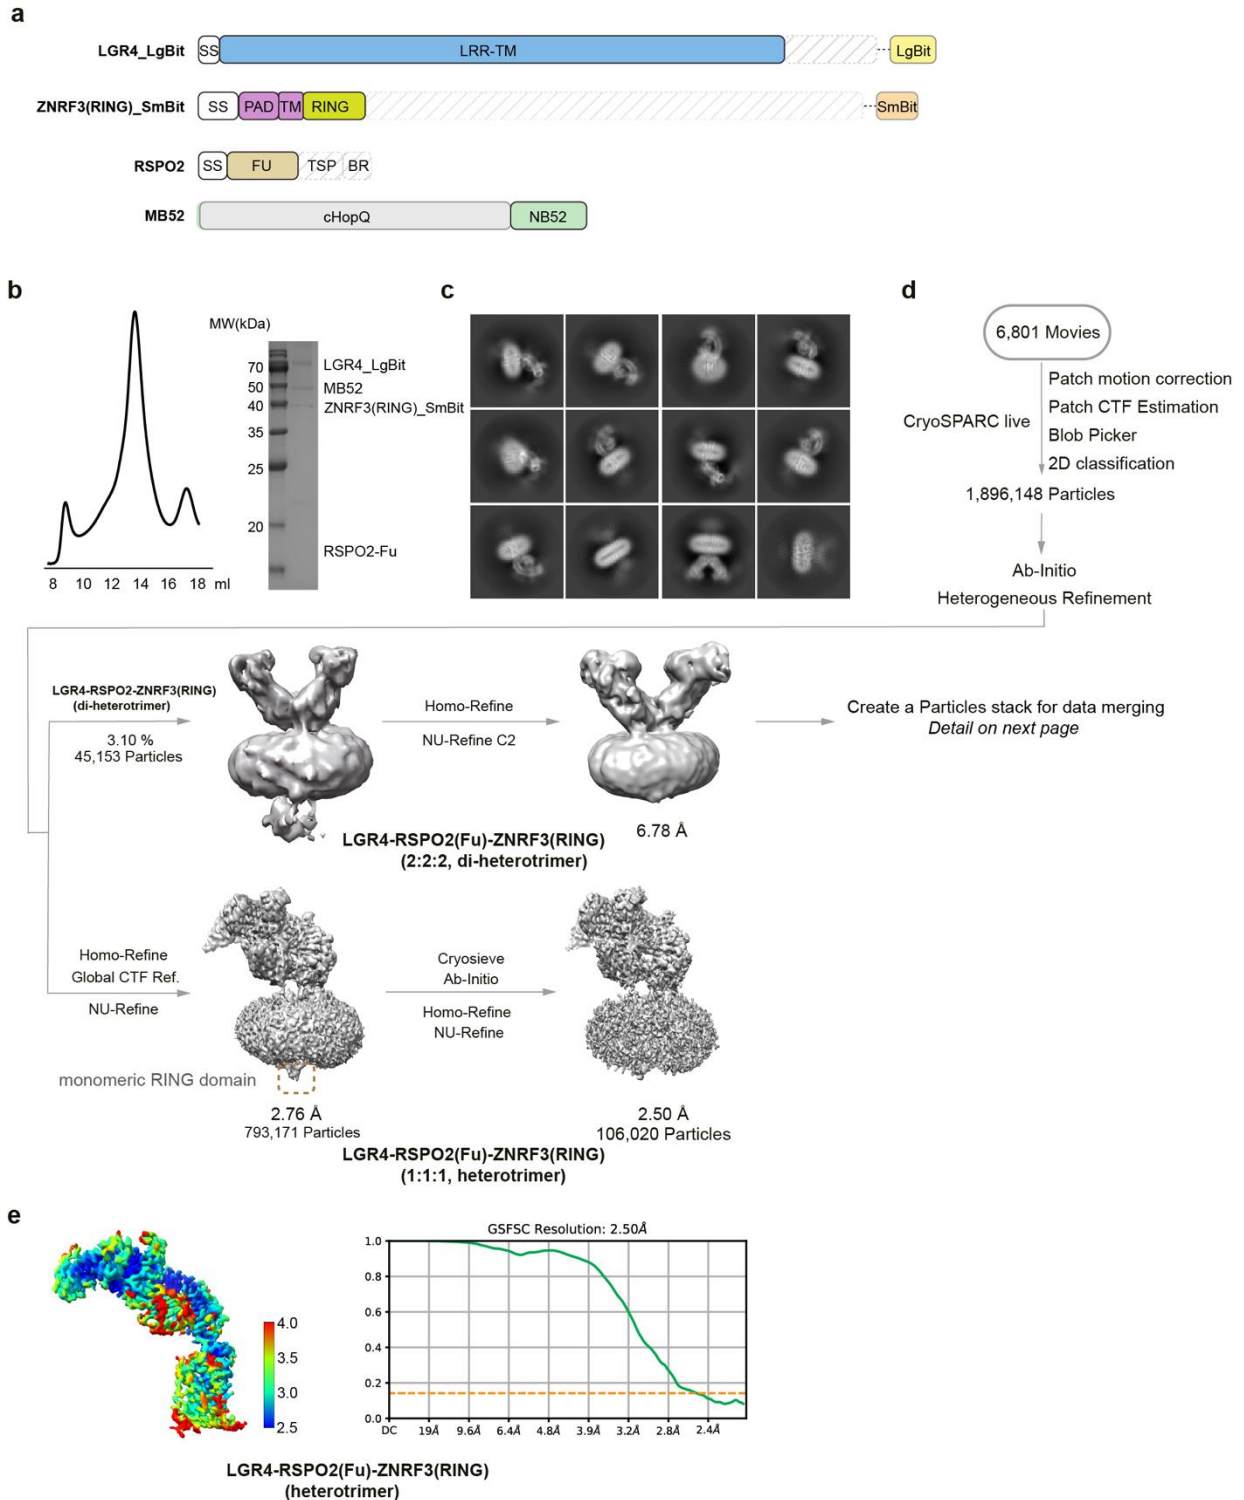 a
LGR4_LgBit SS LRR-TM LgBit
ZNRF3(RING)_SmBit SS PAD TM RING SmBit
RSPO2 SS FU TSP BR
MB52 cHopQ NB52
b
MW(kDa)
70
50
40
35
25
20
LGR4_LgBit
MB52
ZNRF3(RING)_SmBit
RSPO2-Fu
8 10 12 14 16 18 ml
c
d
6,801 Movies
CryoSPARC live
Patch motion correction
Patch CTF Estimation
Blob Picker
2D classification
1,896,148 Particles
Ab-Initio
Heterogeneous Refinement
LGR4-RSPO2-ZNRF3(RING)
(di-heterotrimer)
3.10 %
45,153 Particles
Homo-Refine
NU-Refine C2
6.78 Å
Create a Particles stack for data merging
Detail on next page
LGR4-RSPO2(Fu)-ZNRF3(RING)
(2:2:2, di-heterotrimer)
Homo-Refine
Global CTF Ref.
NU-Refine
monomeric RING domain
2.76 Å
793,171 Particles
Cryosieve
Ab-Initio
Homo-Refine
NU-Refine
2.50 Å
106,020 Particles
LGR4-RSPO2(Fu)-ZNRF3(RING)
(1:1:1, heterotrimer)
e
4.0
3.5
3.0
2.5
GSFSC Resolution: 2.50Å
1.0
0.8
0.6
0.4
0.2
0.0
DC 19Å 9.6Å 6.4Å 4.8Å 3.9Å 3.2Å 2.8Å 2.4Å
LGR4-RSPO2(Fu)-ZNRF3(RING)
(heterotrimer)